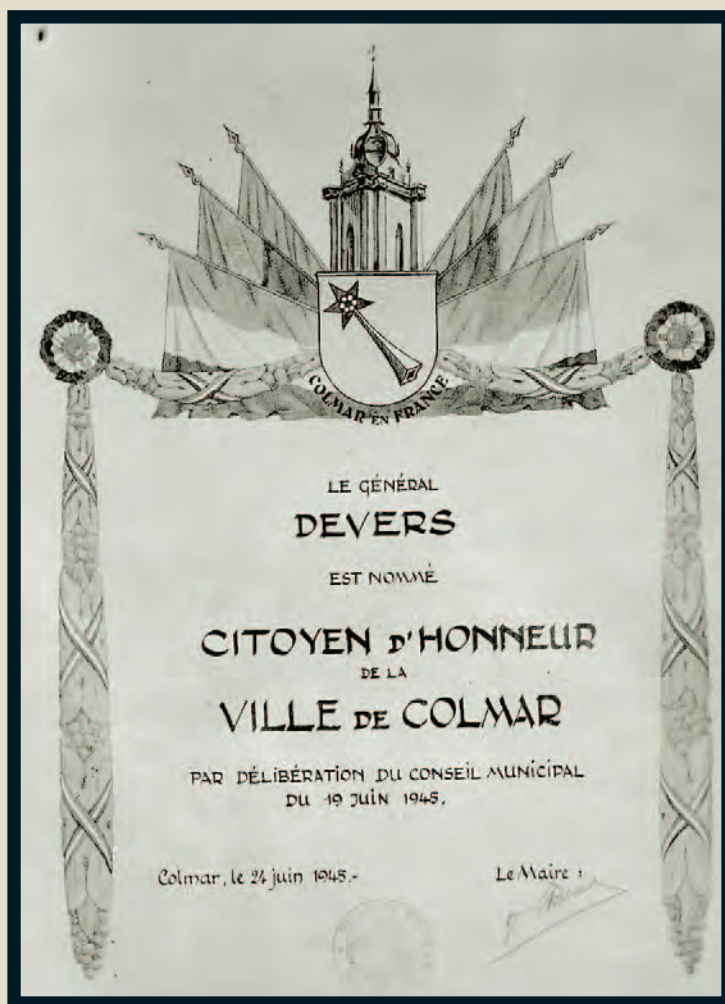 COLMAR EN FRANCE
LE GÉNÉRAL
DEVERS
EST NOMMÉ
CITOYEN D'HONNEUR
DE LA
VILLE DE COLMAR
PAR DÉLIBÉRATION DU CONSEIL MUNICIPAL
DU 19 JUIN 1945.
Colmar, le 24 juin 1945.-
Le Maire :